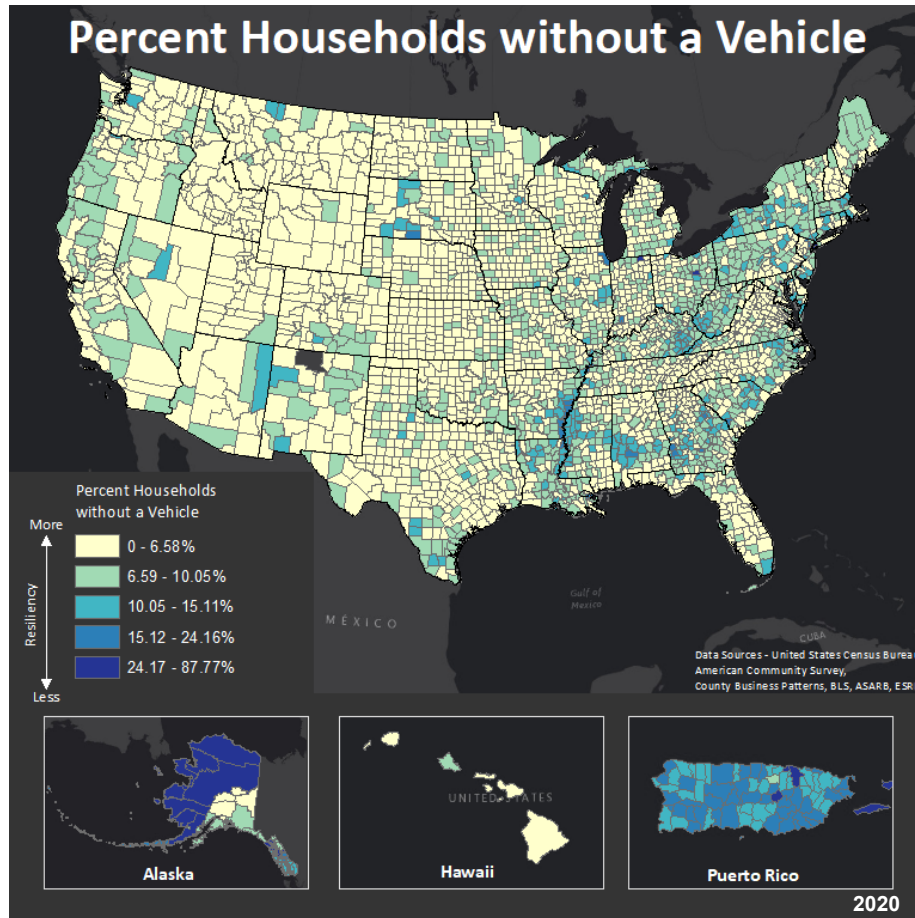 Percent Households without a Vehicle
Percent Households
without a Vehicle
More
Resiliency
Less
0 - 6.58%
6.59 - 10.05%
10.05 - 15.11%
15.12 - 24.16%
24.17 - 87.77%
MÉXICO
Gulf of
Mexico
CUBA
Data Sources - United States Census Bureau
American Community Survey,
County Business Patterns, BLS, ASARB, ESR
Alaska
UNITED STATES
Hawaii
Puerto Rico
2020